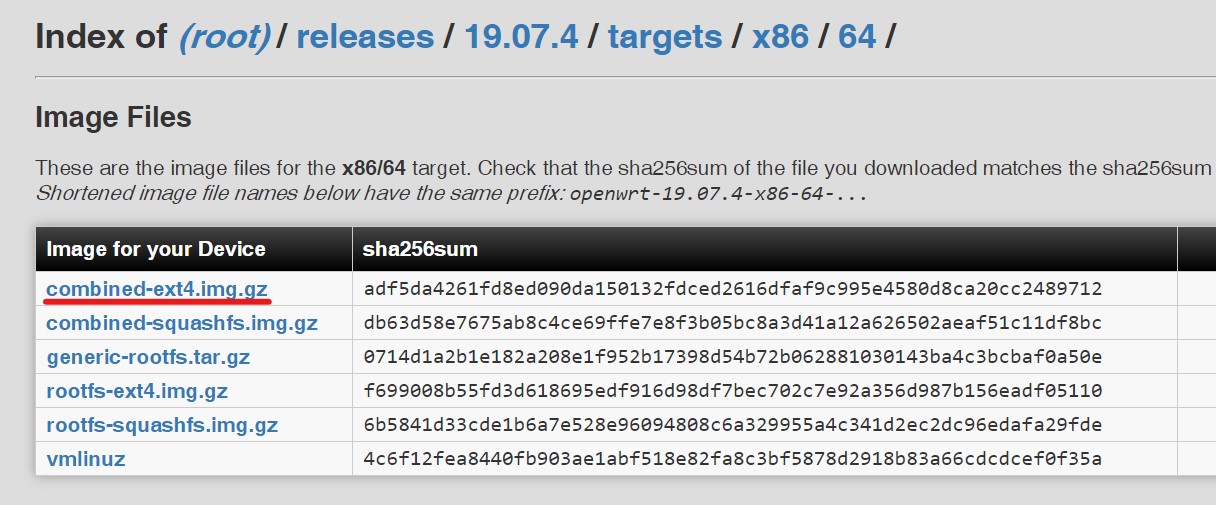 Index of (root) / releases / 19.07.4 / targets / x86 / 64 /
Image Files
These are the image files for the x86/64 target. Check that the sha256sum of the file you downloaded matches the sha256sum
Shortened image file names below have the same prefix: openwrt-19.07.4-x86-64-...
Image for your Device sha256sum
combined-ext4.img.gz adf5da4261fd8ed090da150132fdced2616dfaf9c995e4580d8ca20cc2489712
combined-squashfs.img.gz db63d58e7675ab8c4ce69ffe7e8f3b05bc8a3d41a12a626502aeaf51c11df8bc
generic-rootfs.tar.gz 0714d1a2b1e182a208e1f952b17398d54b72b062881030143ba4c3bcbaf0a50e
rootfs-ext4.img.gz f699008b55fd3d618695edf916d98df7bec702c7e92a356d987b156eadf05110
rootfs-squashfs.img.gz 6b5841d33cde1b6a7e528e96094808c6a329955a4c341d2ec2dc96edafa29fde
vmlinuz 4c6f12fea8440fb903ae1abf518e82fa8c3bf5878d2918b83a66cdcdcef0f35a